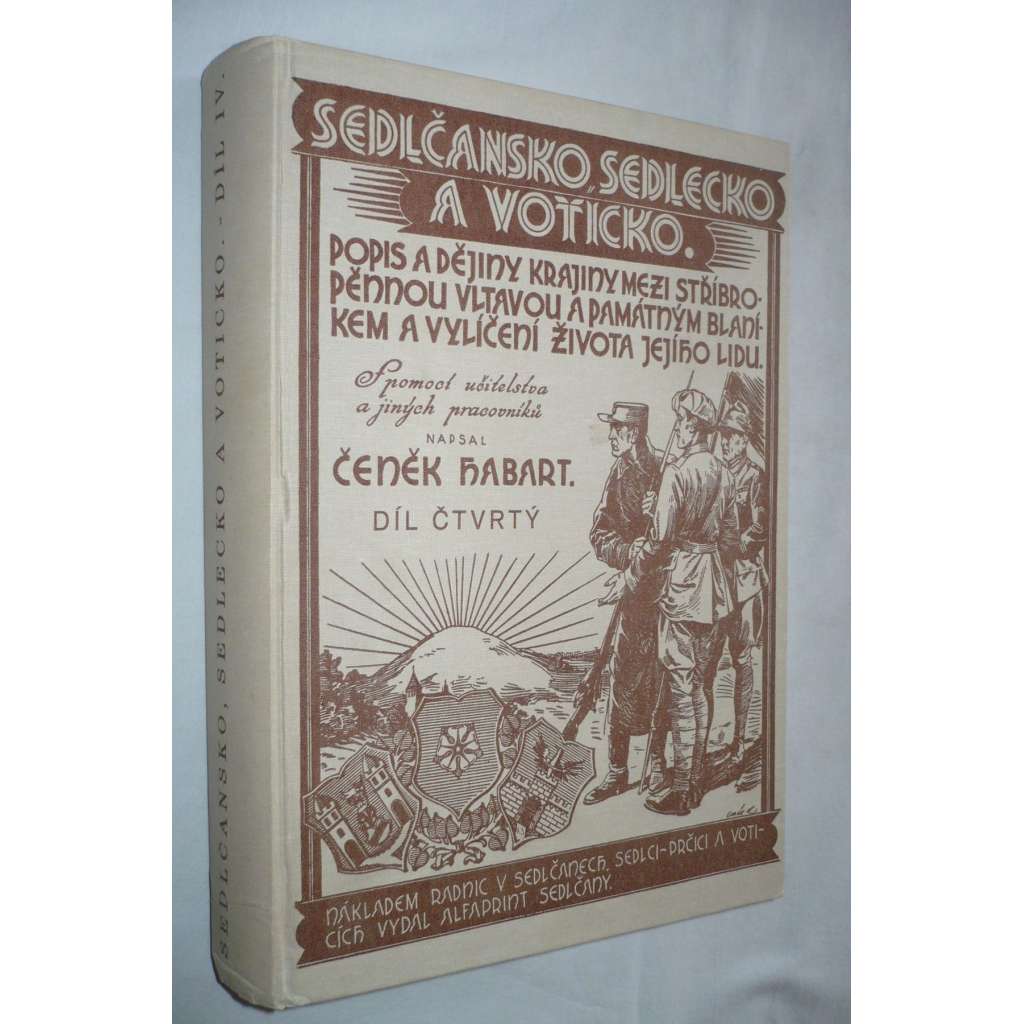 SEDLČANSKO, SEDLECKO A VOTICKO. - DÍL IV.
SEDLČANSKO, SEDLECKO
A VOTICKO.
POPIS A DĚJINY KRAJINY MEZI STŘÍBRO-
PĚNNOU VLTAVOU A PAMÁTNÝM BLANÍ-
KEM A VYLÍČENÍ ŽIVOTA JEJÍHO LIDU.
S pomocí učitelstva
a jiných pracovníků
NAPSAL
ČENĚK HABART.
DÍL ČTVRTÝ
NÁKLADEM RADNIC V SEDLČANECH, SEDLCI-PRČICI A VOTI-
CÍCH VYDAL ALFAPRINT SEDLČANY.